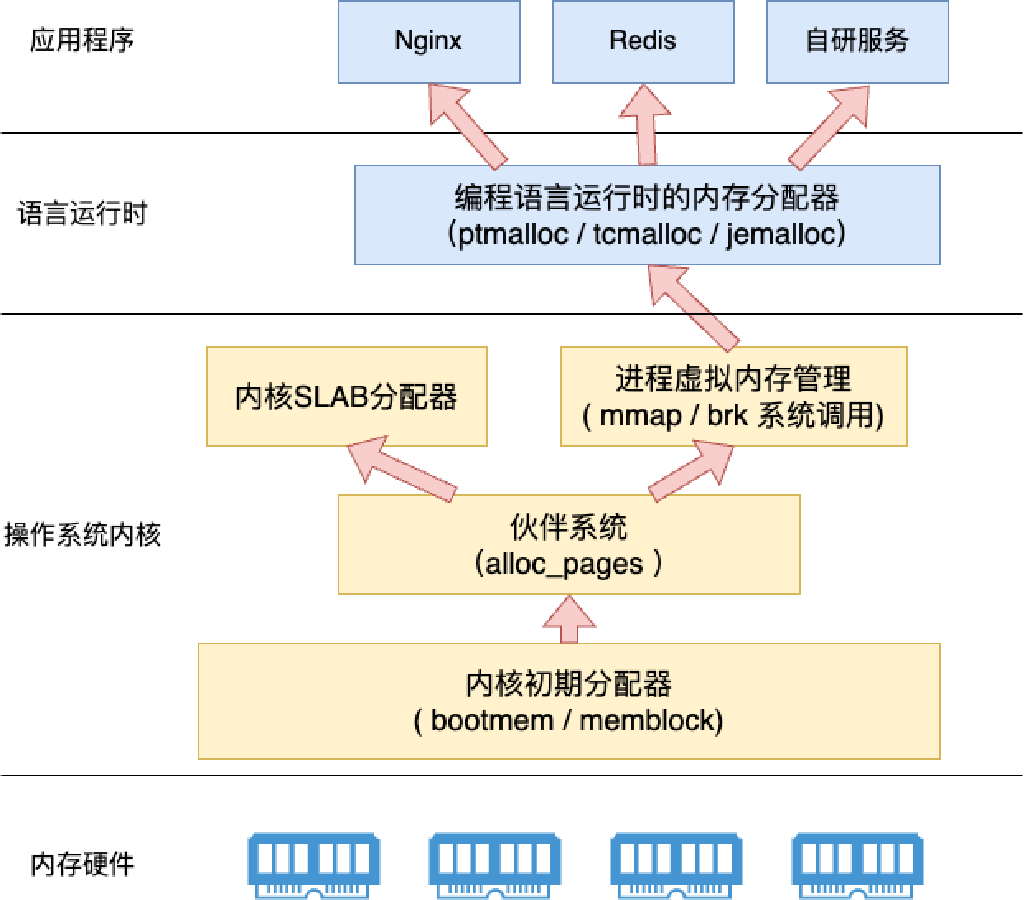 应用程序
Nginx
Redis
自研服务
语言运行时
编程语言运行时的内存分配器
（ptmalloc / tcmalloc / jemalloc）
内核SLAB分配器
进程虚拟内存管理
( mmap / brk 系统调用)
操作系统内核
伙伴系统
（alloc_pages ）
内核初期分配器
( bootmem / memblock)
内存硬件